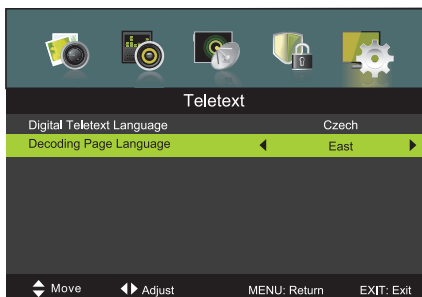 Teletext
Digital Teletext Language Czech
Decoding Page Language East
Move Adjust MENU: Return EXIT: Exit